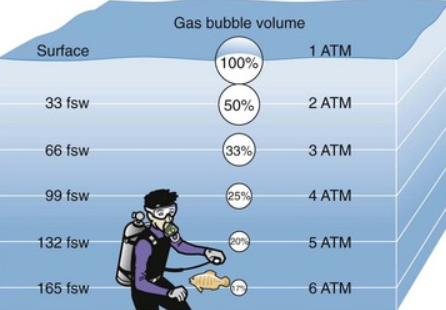 Gas bubble volume
Surface 100% 1 ATM
33 fsw 50% 2 ATM
66 fsw 33% 3 ATM
99 fsw 25% 4 ATM
132 fsw 20% 5 ATM
165 fsw 17% 6 ATM